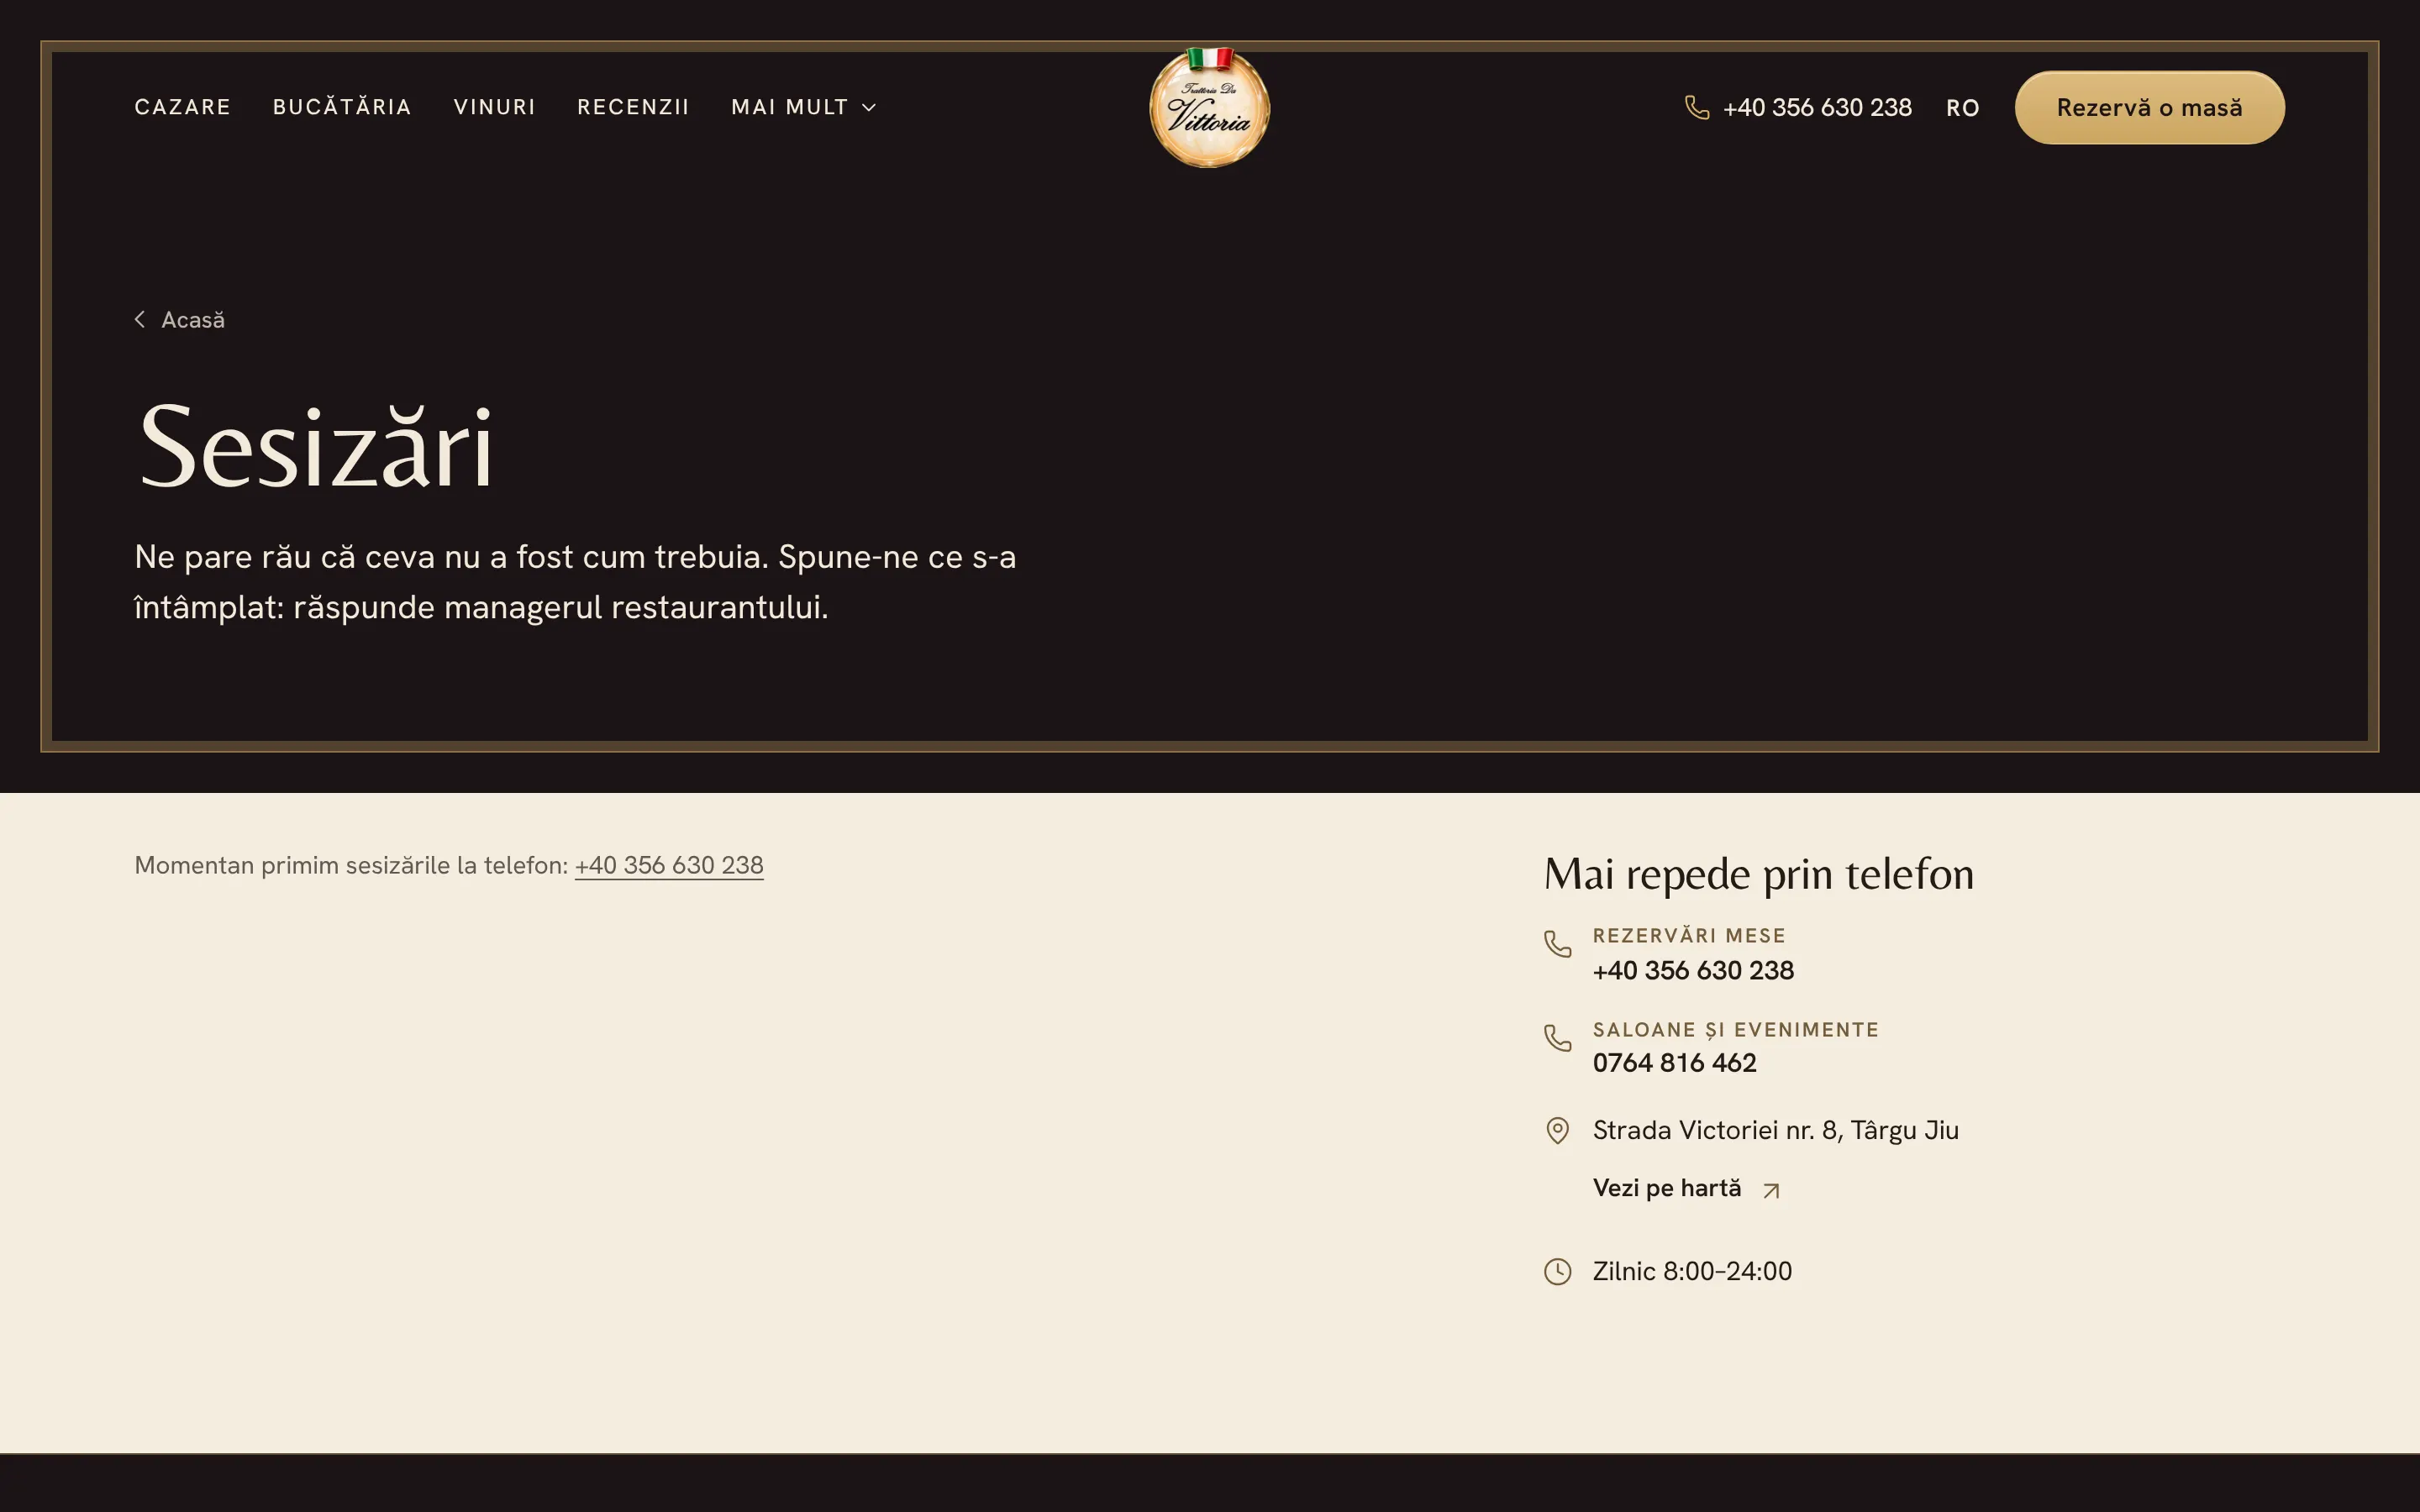 CAZARE BUCĂTĂRIA VINURI RECENZII MAI MULT
Trattoria Da
Vittoria
+40 356 630 238 RO Rezervă o masă
Acasă
Sesizări
Ne pare rău că ceva nu a fost cum trebuia. Spune-ne ce s-a
întâmplat: răspunde managerul restaurantului.
Momentan primim sesizările la telefon: +40 356 630 238
Mai repede prin telefon
REZERVĂRI MESE
+40 356 630 238
SALOANE ȘI EVENIMENTE
0764 816 462
Strada Victoriei nr. 8, Târgu Jiu
Vezi pe hartă
Zilnic 8:00–24:00